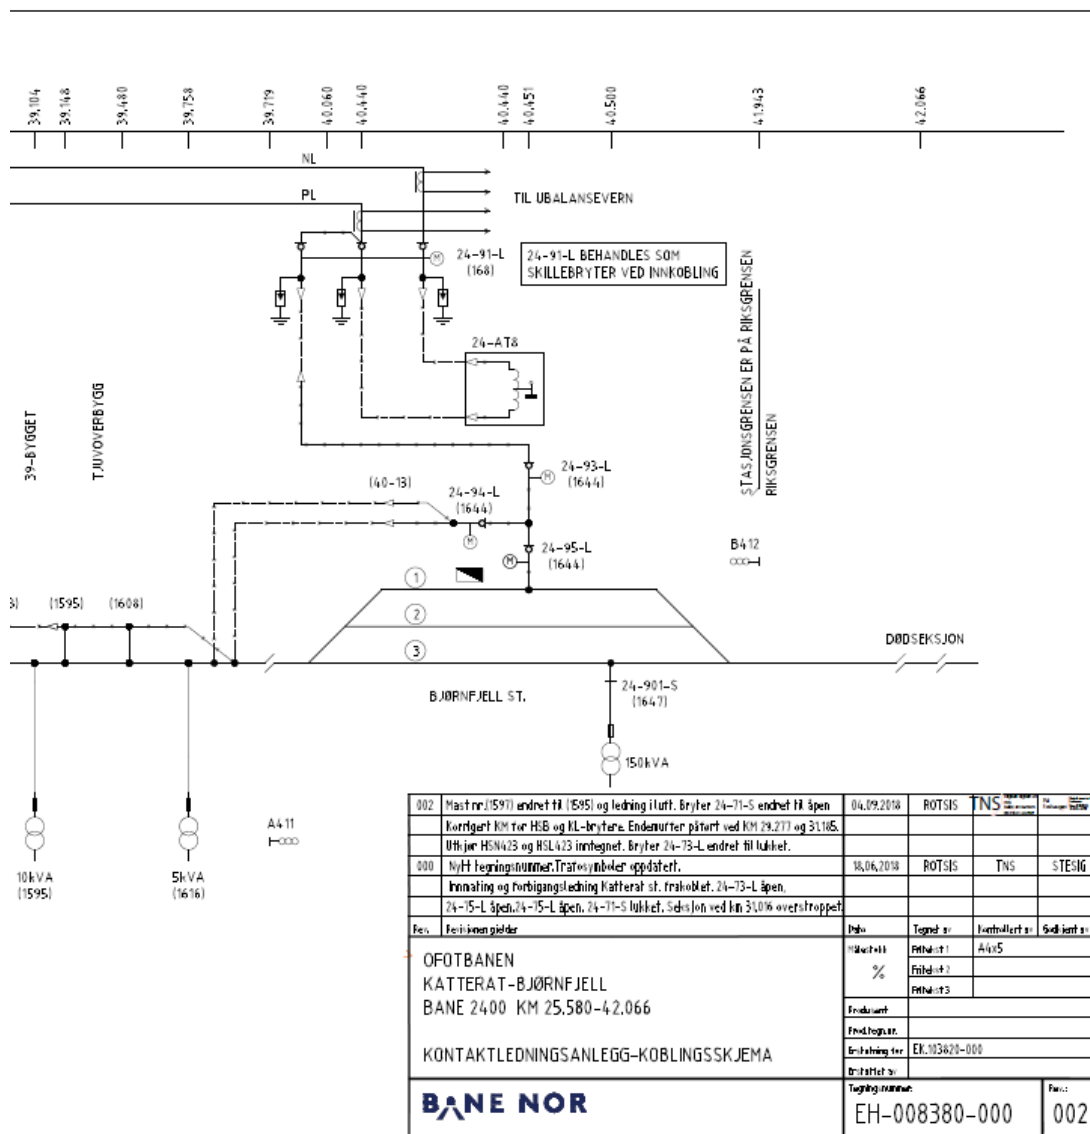 39,104
39,148
39,480
39,758
39.719
40.060
40.440
40.440
40.451
40.500
41.943
42.066
NL
PL
TIL UBALANSEVERN
24-91-L
(168)
M
24-91-L BEHANDLES SOM
SKILLEBRYTER VED INNKOBLING
24-AT8
39-BYGGET
TJUVOVERBYGG
STASJONSGRENSEN ER PÅ RIKSGRENSEN
RIKSGRENSEN
24-93-L
(1644)
M
(40-13)
24-94-L
(1644)
M
24-95-L
(1644)
M
B412
1
2
3
(1595)
(1608)
DØDSEKSJON
BJØRNFJELL ST.
24-901-S
(1647)
150kVA
A411
10kVA
(1595)
5kVA
(1616)
002 Mast nr.(1597) endret til (1595) og ledning i luft. Bryter 24-71-S endret til åpen 04.09.2018 ROTSIS TNS
Korrigert KM for HSB og KL-brytere. Endemuffer påført ved KM 29.277 og 31.185.
Utkjør HSN423 og HSL423 inntegnet. Bryter 24-73-L endret til lukket.
000 Nytt tegningsnummer. Trafosymboler oppdatert. 18,06,2018 ROTSIS TNS STESIG
Innmating og forbigangsledning Katterat st. frakoblet. 24-73-L åpen,
24-75-L åpen.24-75-L åpen. 24-71-S lukket. Seksjon ved km 31,016 overstroppet
Rev. Revisjonen gjelder Dato Tegnet av Kontrollert av Godkjent av
OFOTBANEN
KATTERAT-BJØRNFJELL
BANE 2400 KM 25.580-42.066
KONTAKTLEDNINGSANLEGG-KOBLINGSSKJEMA
Målestokk
%
Fritekst 1 A4x5
Fritekst 2
Fritekst 3
Produsent
Prod.tegn.nr.
Erstatning for EK.103820-000
Erstattet av
BANE NOR
Tegningsnummer:
EH-008380-000
Rev.:
002